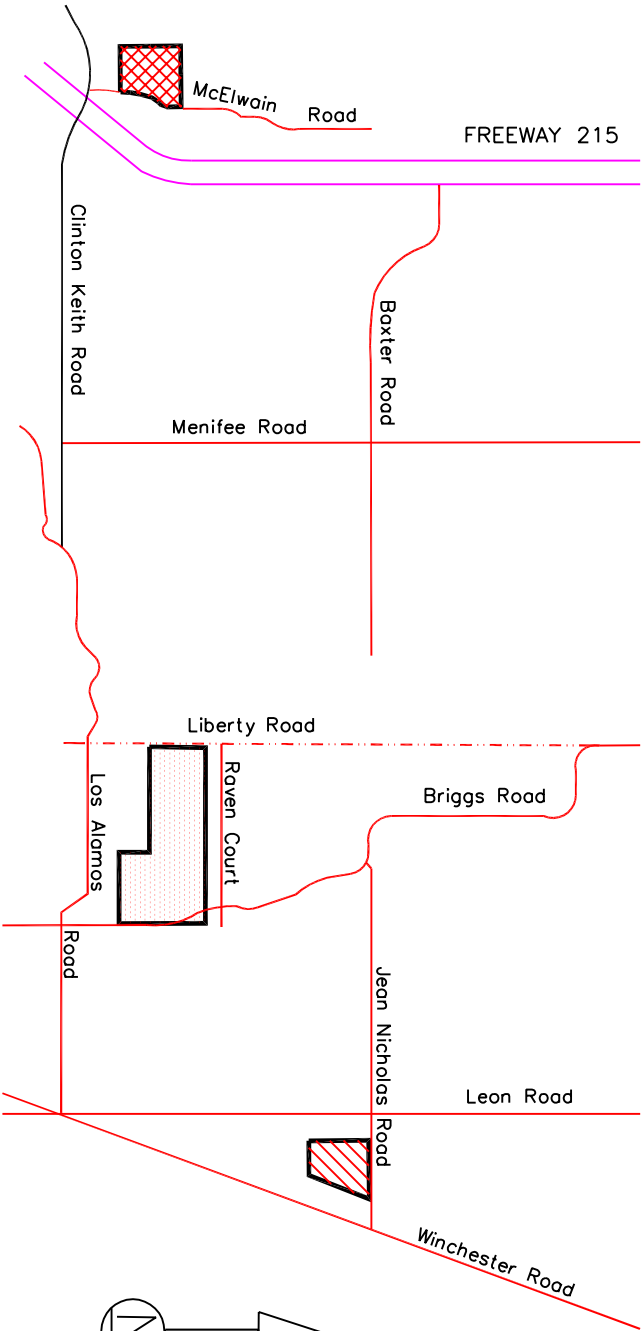 McElwain Road
FREEWAY 215
Clinton Keith Road
Baxter Road
Menifee Road
Liberty Road
Los Alamos Road
Raven Court
Briggs Road
Jean Nicholas Road
Leon Road
Winchester Road
N